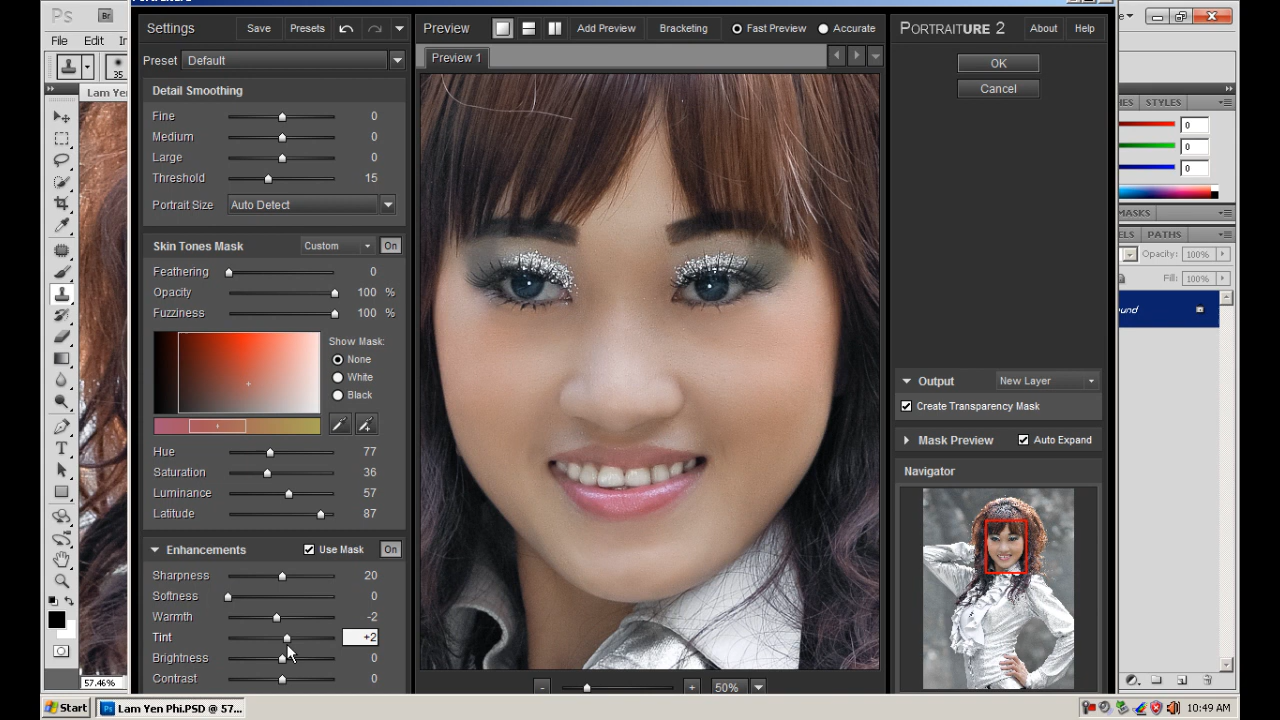 Ps
Br
File
Edit
35
Lam Yen
Settings
Save
Presets
Preset
Default
Detail Smoothing
Fine 0
Medium 0
Large 0
Threshold 15
Portrait Size Auto Detect
Skin Tones Mask Custom On
Feathering 0
Opacity 100 %
Fuzziness 100 %
Show Mask:
None
White
Black
Hue 77
Saturation 36
Luminance 57
Latitude 87
Enhancements Use Mask On
Sharpness 20
Softness 0
Warmth -2
Tint +2
Brightness 0
Contrast 0
Preview
Add Preview
Bracketing
Fast Preview
Accurate
Preview 1
50%
PORTRAITURE 2
About
Help
OK
Cancel
Output New Layer
Create Transparency Mask
Mask Preview Auto Expand
Navigator
STYLES
0
0
0
MASKS
PATHS
Opacity: 100%
Fill: 100%
57.46%
Start
Ps
Lam Yen Phi.PSD @ 57...
10:49 AM